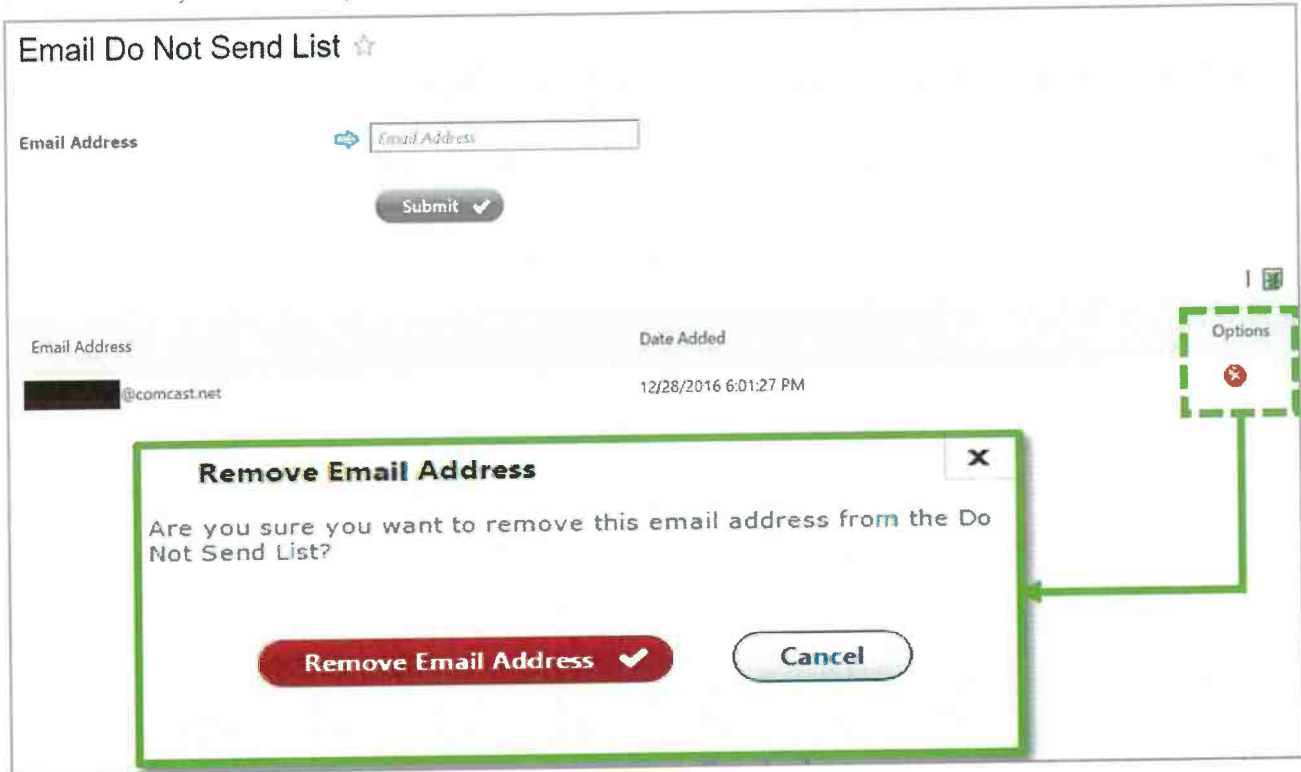 Email Do Not Send List
Email Address
Email Address
Submit
Options
Email Address Date Added
@comcast.net 12/28/2016 6:01:27 PM
Remove Email Address X
Are you sure you want to remove this email address from the Do
Not Send List?
Remove Email Address Cancel